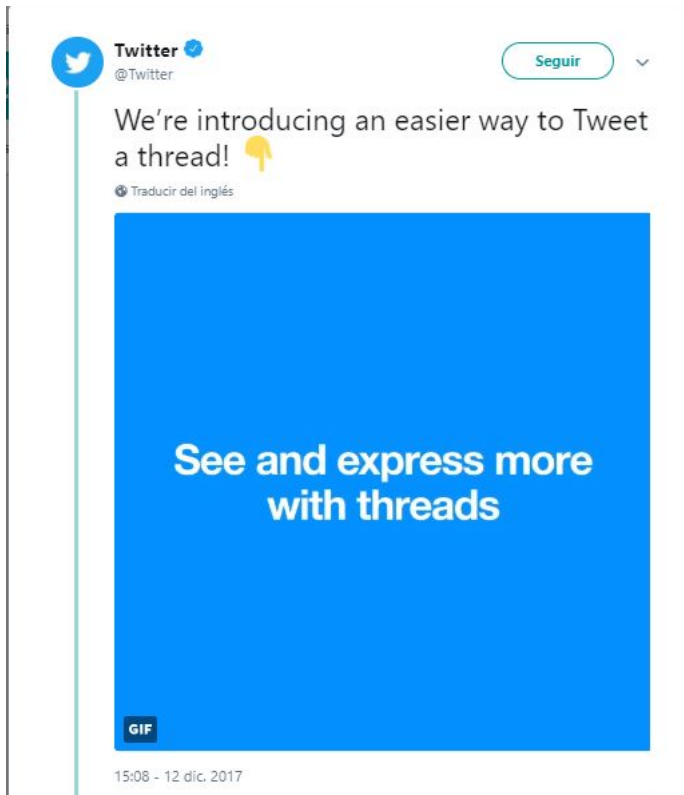 Twitter
@Twitter
Seguir
We're introducing an easier way to Tweet
a thread! 👇
Traducir del inglés
See and express more
with threads
GIF
15:08 - 12 dic. 2017